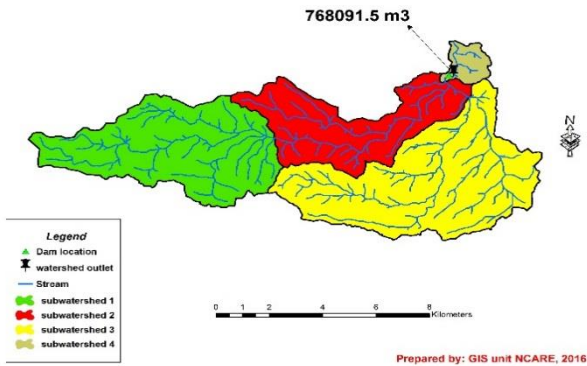 768091.5 m3
N
Legend
Dam location
watershed outlet
Stream
subwatershed 1
subwatershed 2
subwatershed 3
subwatershed 4
0 1 2 4 6 8
Kilometers
Prepared by: GIS unit NCARE, 2016